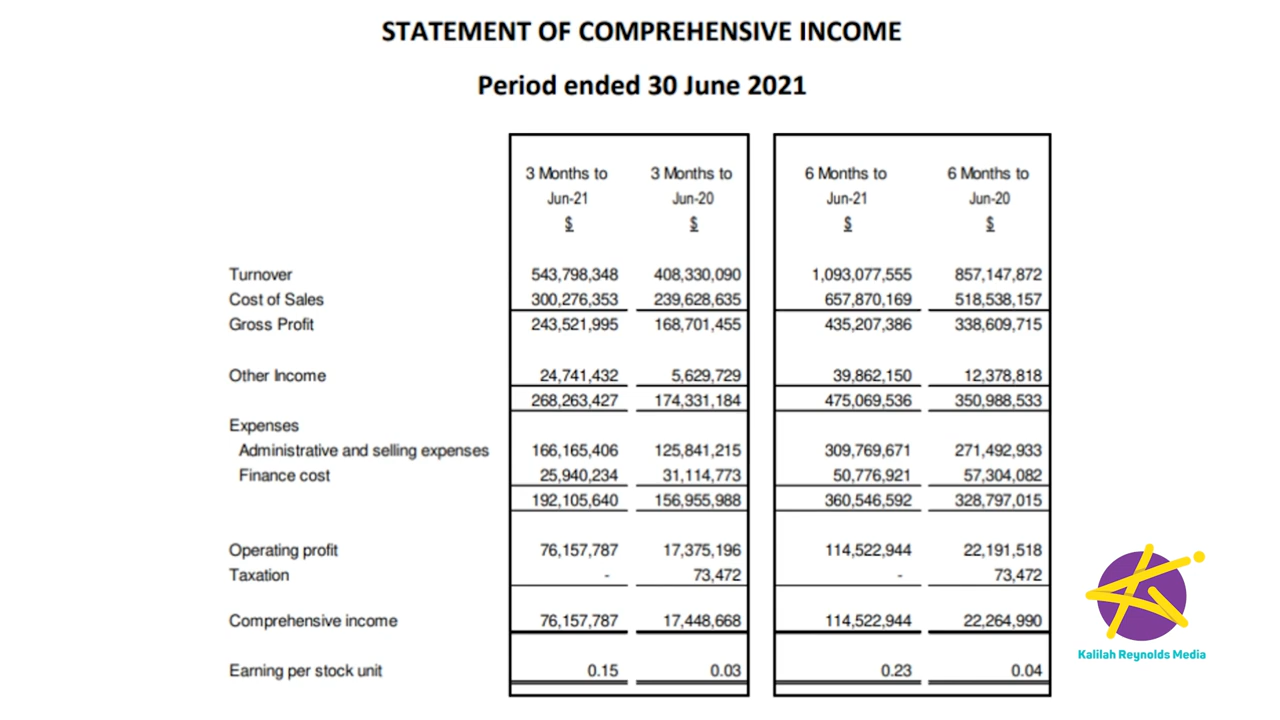 STATEMENT OF COMPREHENSIVE INCOME
Period ended 30 June 2021
3 Months to 3 Months to 6 Months to 6 Months to
Jun-21 Jun-20 Jun-21 Jun-20
$ $ $ $
Turnover 543,798,348 408,330,090 1,093,077,555 857,147,872
Cost of Sales 300,276,353 239,628,635 657,870,169 518,538,157
Gross Profit 243,521,995 168,701,455 435,207,386 338,609,715
Other Income 24,741,432 5,629,729 39,862,150 12,378,818
268,263,427 174,331,184 475,069,536 350,988,533
Expenses
Administrative and selling expenses 166,165,406 125,841,215 309,769,671 271,492,933
Finance cost 25,940,234 31,114,773 50,776,921 57,304,082
192,105,640 156,955,988 360,546,592 328,797,015
Operating profit 76,157,787 17,375,196 114,522,944 22,191,518
Taxation - 73,472 - 73,472
Comprehensive income 76,157,787 17,448,668 114,522,944 22,264,990
Earning per stock unit 0.15 0.03 0.23 0.04
Kalilah Reynolds Media